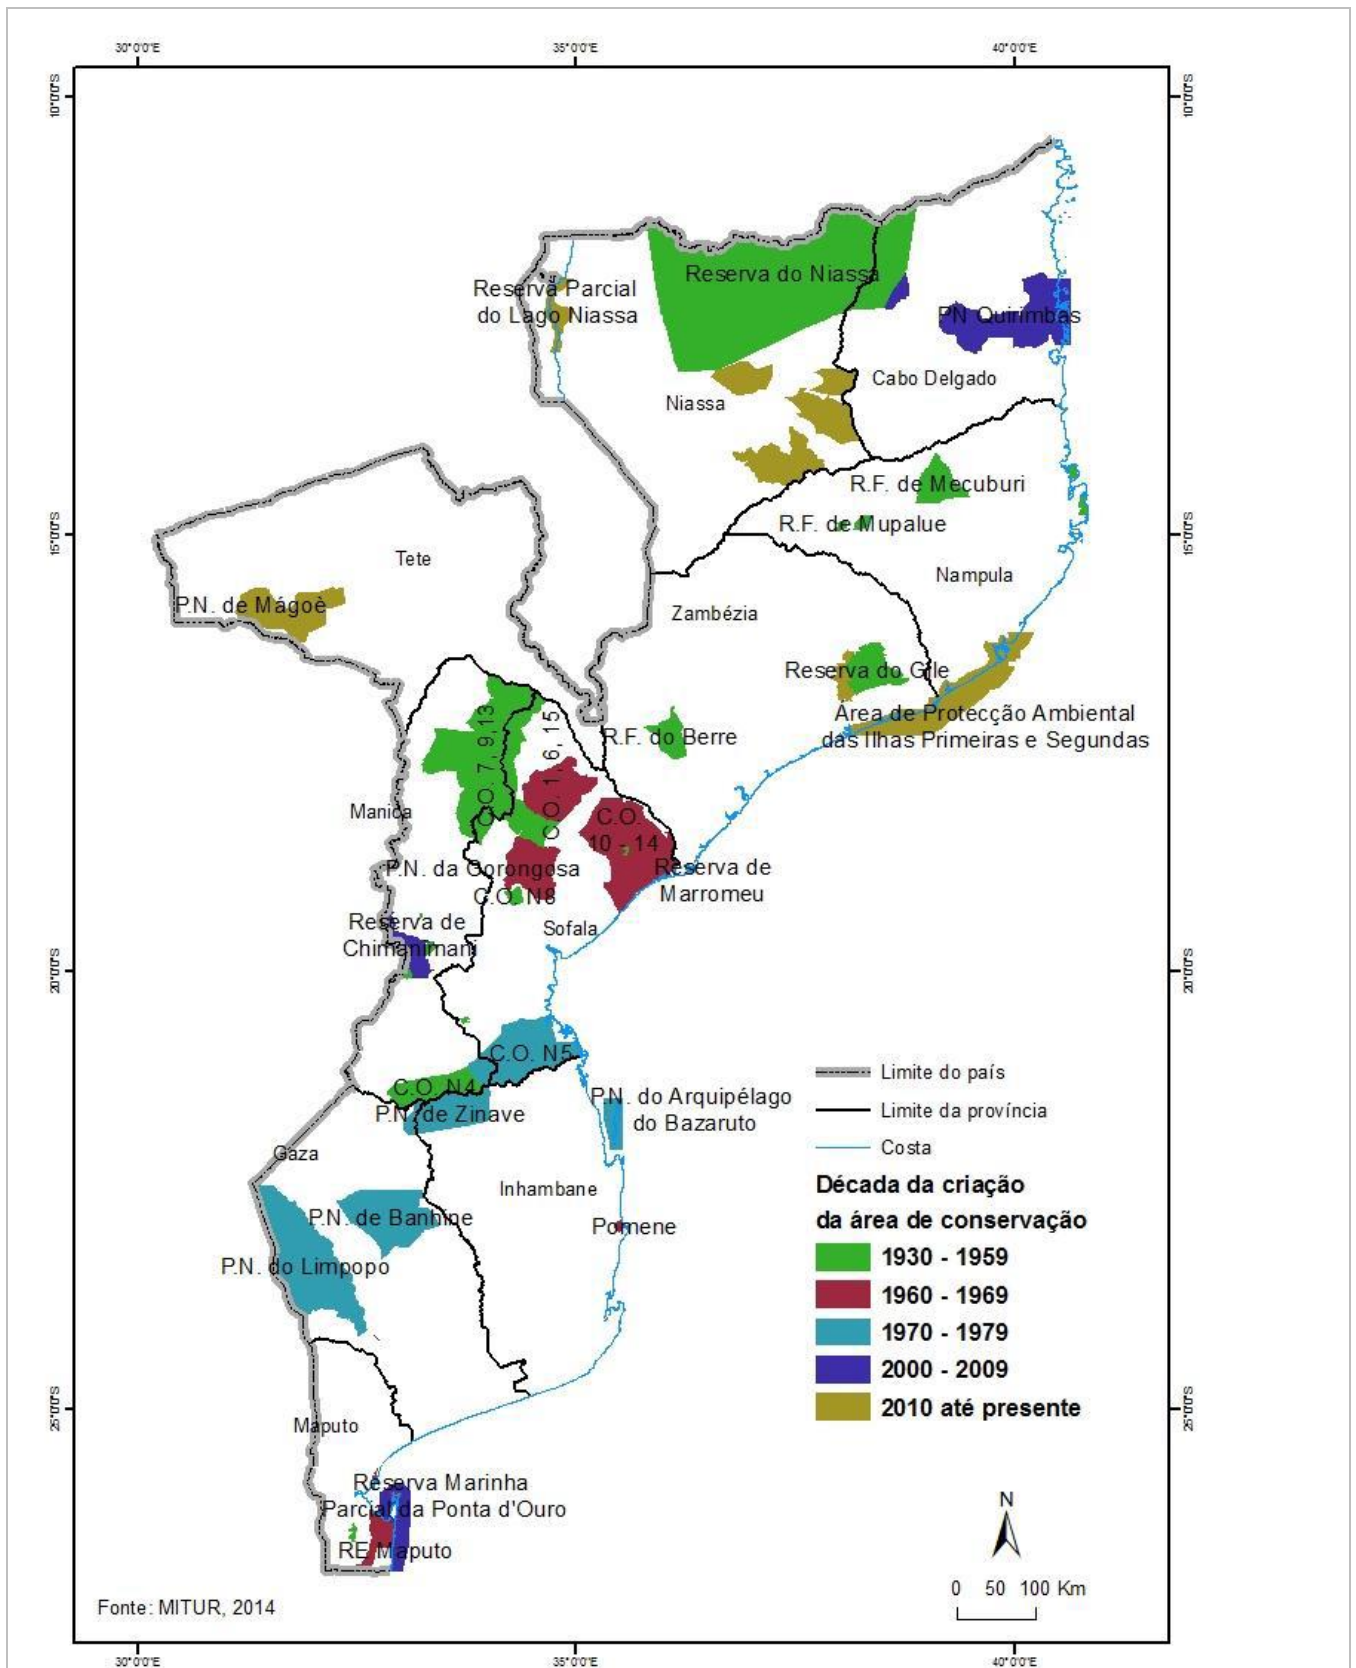 30°0'0"E
35°0'0"E
40°0'0"E
10°0'0"S
10°0'0"S
Reserva do Niassa
Reserva Parcial
do Lago Niassa
PN Quirimbas
Cabo Delgado
Niassa
R.F. de Mecuburi
R.F. de Mupalue
15°0'0"S
15°0'0"S
Tete
Nampula
P.N. de Mágoè
Zambézia
Reserva do Gile
Área de Protecção Ambiental
das Ilhas Primeiras e Segundas
C.O. 7, 9,13
C.O. 1, 6, 15
R.F. do Berre
Manica
C.O.
10 - 14
P.N. da Gorongosa
Reserva de
Marromeu
C.O. N8
Reserva de
Chimanimani
Sofala
20°0'0"S
20°0'0"S
C.O. N5
C.O. N4
P.N. de Zinave
P.N. do Arquipélago
do Bazaruto
Gaza
Inhambane
P.N. de Banhine
Pomene
P.N. do Limpopo
Limite do país
Limite da província
Costa
Década da criação
da área de conservação
1930 - 1959
1960 - 1969
1970 - 1979
2000 - 2009
2010 até presente
25°0'0"S
25°0'0"S
Maputo
Reserva Marinha
Parcial da Ponta d'Ouro
RE Maputo
N
0 50 100 Km
Fonte: MITUR, 2014
30°0'0"E
35°0'0"E
40°0'0"E